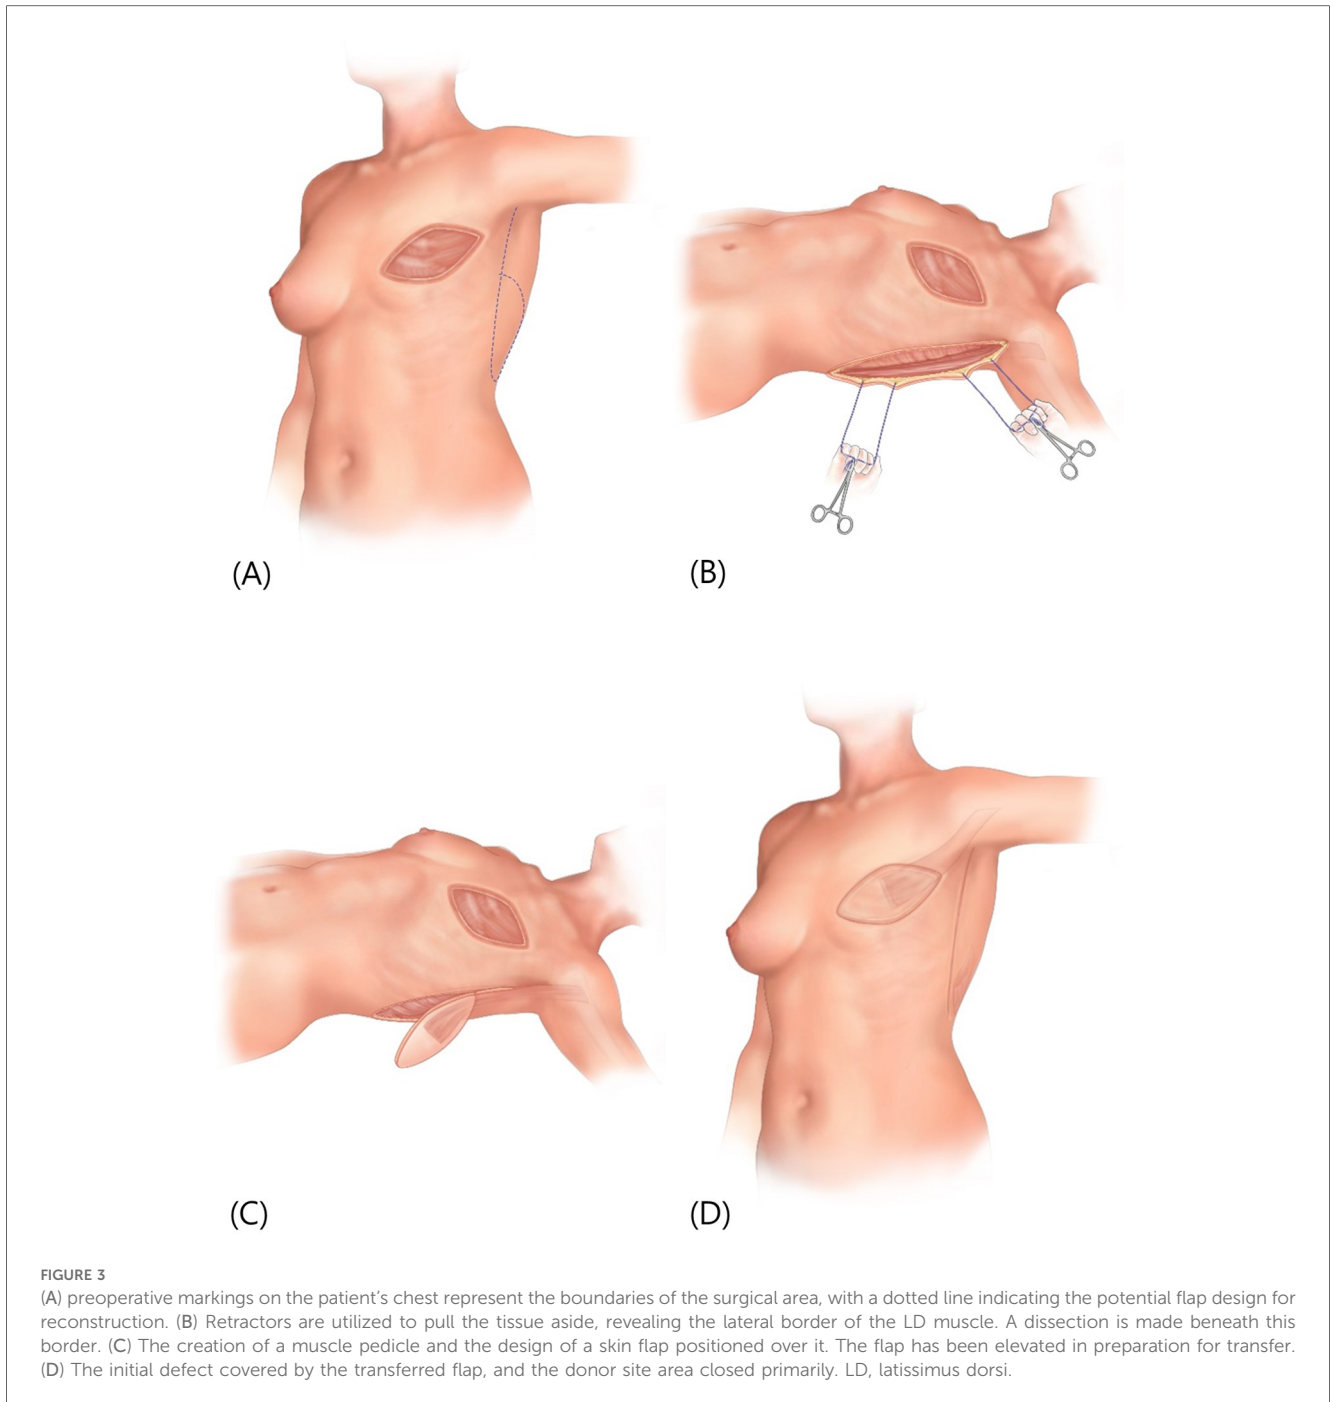 (A)
(B)
(C)
(D)
FIGURE 3
(A) preoperative markings on the patient's chest represent the boundaries of the surgical area, with a dotted line indicating the potential flap design for
reconstruction. (B) Retractors are utilized to pull the tissue aside, revealing the lateral border of the LD muscle. A dissection is made beneath this
border. (C) The creation of a muscle pedicle and the design of a skin flap positioned over it. The flap has been elevated in preparation for transfer.
(D) The initial defect covered by the transferred flap, and the donor site area closed primarily. LD, latissimus dorsi.